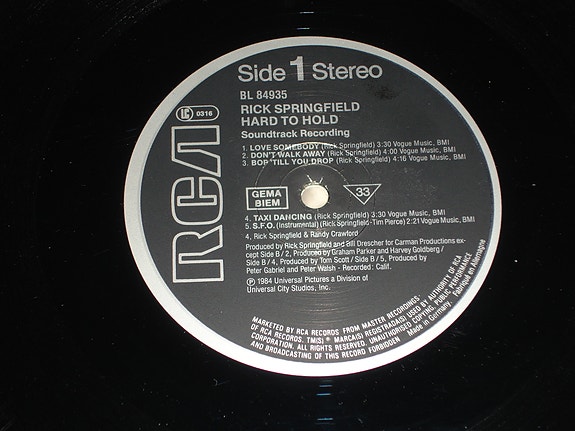 Side 1 Stereo
BL 84935
RICK SPRINGFIELD
HARD TO HOLD
Soundtrack Recording
1. LOVE SOMEBODY (Rick Springfield) 3:30 Vogue Music, BMI
2. DON'T WALK AWAY (Rick Springfield) 4:00 Vogue Music, BMI
3. BOP 'TILL YOU DROP (Rick Springfield) 4:16 Vogue Music, BMI
RCA
LC 0316
GEMA
BIEM
33
4. TAXI DANCING (Rick Springfield) 3:30 Vogue Music, BMI
5. S.F.O. (Instrumental) (Rick Springfield-Tim Pierce) 2:21 Vogue Music, BMI
4, Rick Springfield & Randy Crawford
Produced by Rick Springfield and Bill Drescher for Carman Productions ex-
cept Side B / 2, Produced by Graham Parker and Harvey Goldberg /
Side B / 4, Produced by Tom Scott / Side B / 5, Produced by
Peter Gabriel and Peter Walsh - Recorded: Calif.
Ⓟ 1984 Universal Pictures a Division of
Universal City Studios, Inc.
MARKETED BY RCA RECORDS FROM MASTER RECORDINGS
OF RCA RECORDS. TM(S) ® MARCA(S) REGISTRADA(S) USED BY AUTHORITY OF RCA
CORPORATION. ALL RIGHTS RESERVED. UNAUTHORISED COPYING, PUBLIC PERFORMANCE
AND BROADCASTING OF THIS RECORD FORBIDDEN Made in Germany. Fabriqué en Allemagne